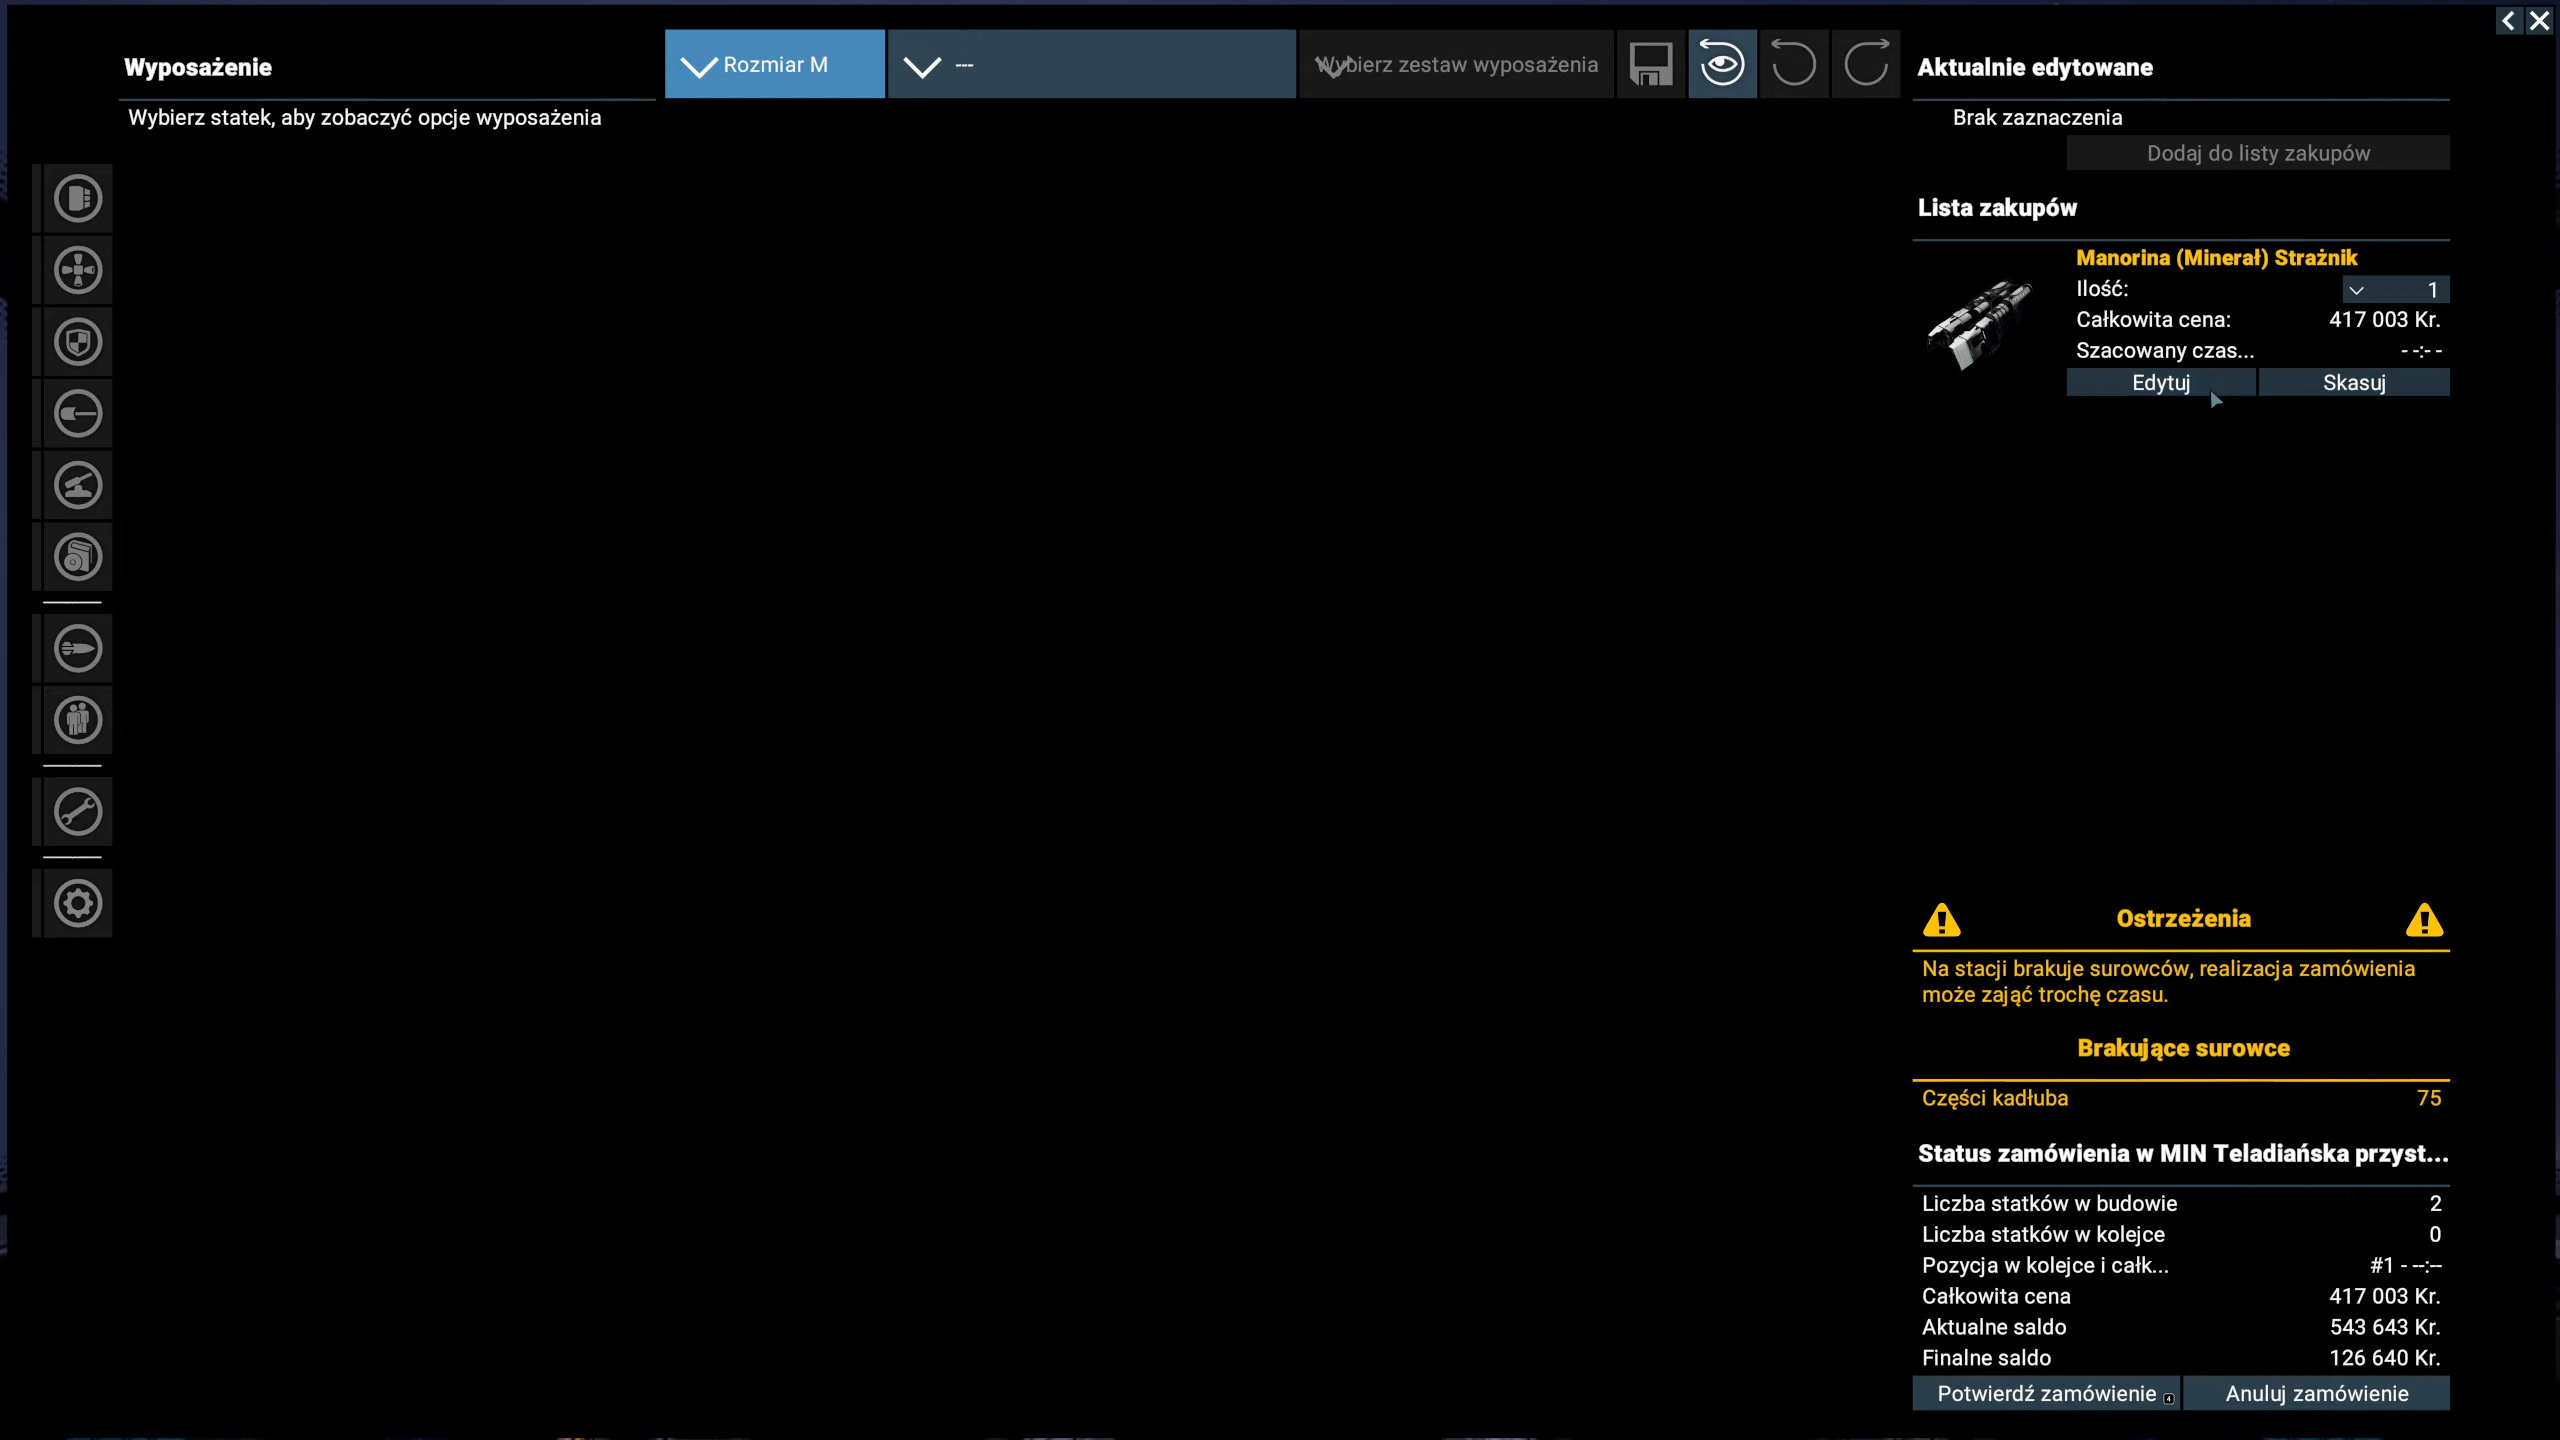 Wyposażenie
Wybierz statek, aby zobaczyć opcje wyposażenia
Rozmiar M
---
Wybierz zestaw wyposażenia
Aktualnie edytowane
Brak zaznaczenia
Dodaj do listy zakupów
Lista zakupów
Manorina (Minerał) Strażnik
Ilość: 1
Całkowita cena: 417 003 Kr.
Szacowany czas... - -:- -
Edytuj Skasuj
Ostrzeżenia
Na stacji brakuje surowców, realizacja zamówienia
może zająć trochę czasu.
Brakujące surowce
Części kadłuba 75
Status zamówienia w MIN Teladiańska przyst...
Liczba statków w budowie 2
Liczba statków w kolejce 0
Pozycja w kolejce i całk... #1 - --:--
Całkowita cena 417 003 Kr.
Aktualne saldo 543 643 Kr.
Finalne saldo 126 640 Kr.
Potwierdź zamówienie 4 Anuluj zamówienie